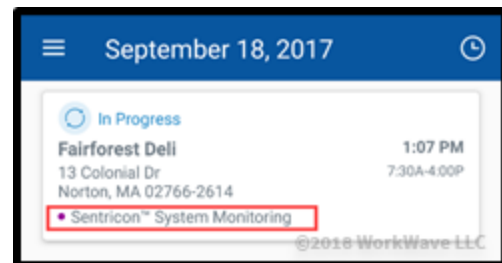 September 18, 2017
In Progress
Fairforest Deli 1:07 PM
13 Colonial Dr 7:30A-4:00P
Norton, MA 02766-2614
• Sentricon™ System Monitoring
©2018 WorkWave LLC